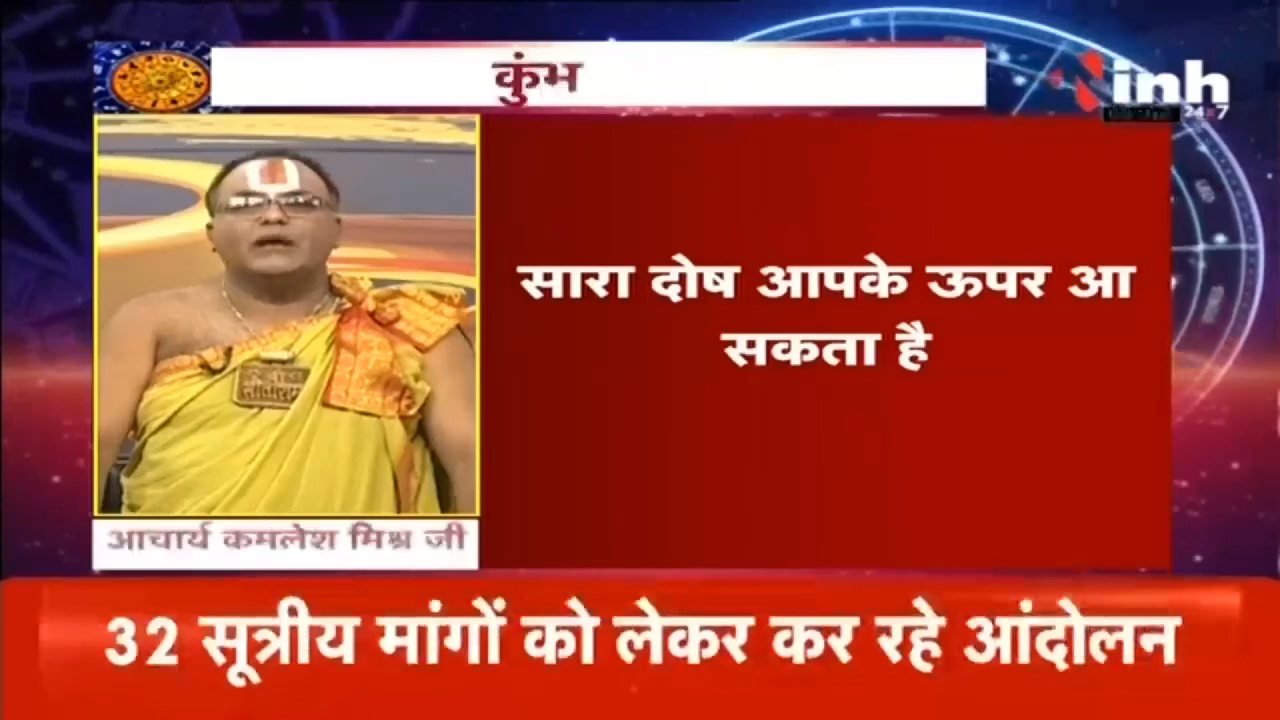 कुंभ
inh
24x7
सारा दोष आपके ऊपर आ
सकता है
सीताराम
आचार्य कमलेश मिश्र जी
32 सूत्रीय मांगों को लेकर कर रहे आंदोलन